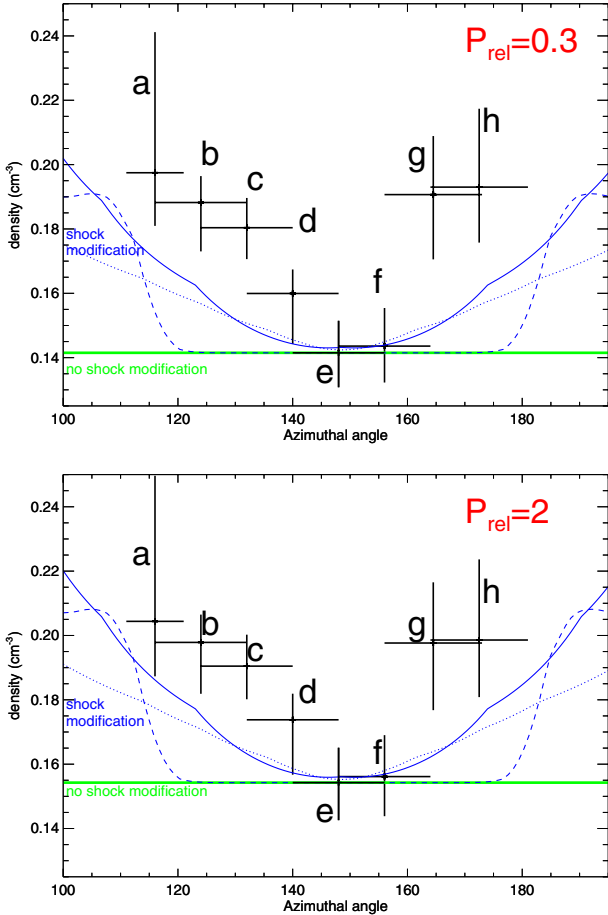 P_rel=0.3
0.24
0.22
0.20
0.18
0.16
0.14
density (cm⁻³)
a
b
c
d
e
f
g
h
shock
modification
no shock modification
100
120
140
160
180
Azimuthal angle
P_rel=2
0.24
0.22
0.20
0.18
0.16
0.14
density (cm⁻³)
a
b
c
d
e
f
g
h
shock
modification
no shock modification
100
120
140
160
180
Azimuthal angle